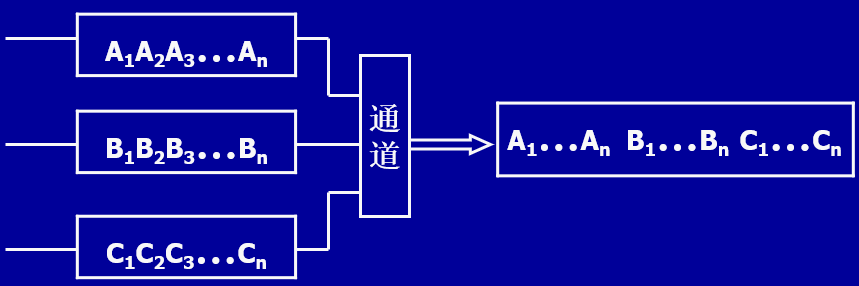 A₁A₂A₃…Aₙ
B₁B₂B₃…Bₙ
C₁C₂C₃…Cₙ
通道
A₁…Aₙ B₁…Bₙ C₁…Cₙ